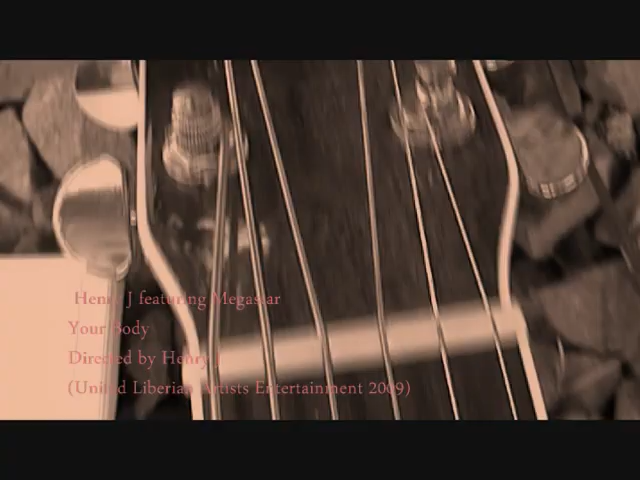 Henry J featuring Megastar
Your Body
Directed by Henry J
(United Liberian Artists Entertainment 2009)